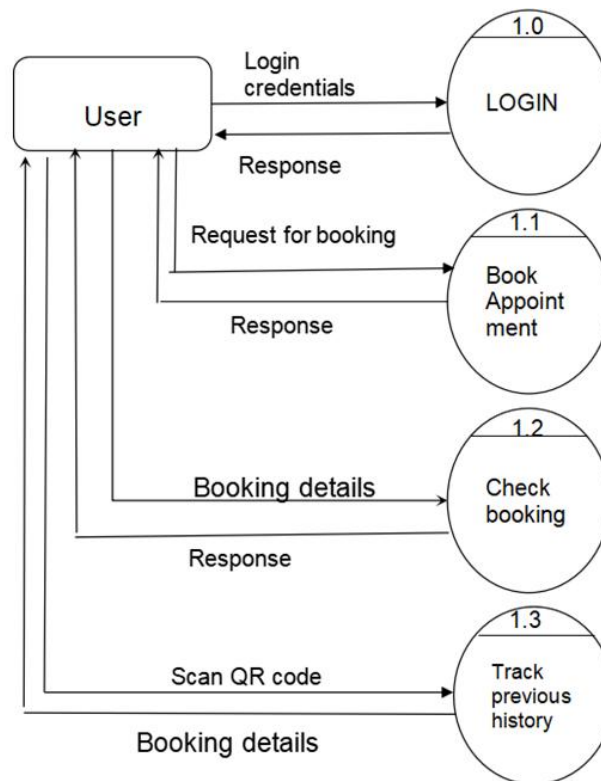 1.0
Login
credentials
LOGIN
User
Response
1.1
Request for booking
Book
Appoint
ment
Response
1.2
Booking details
Check
booking
Response
1.3
Scan QR code
Track
previous
history
Booking details